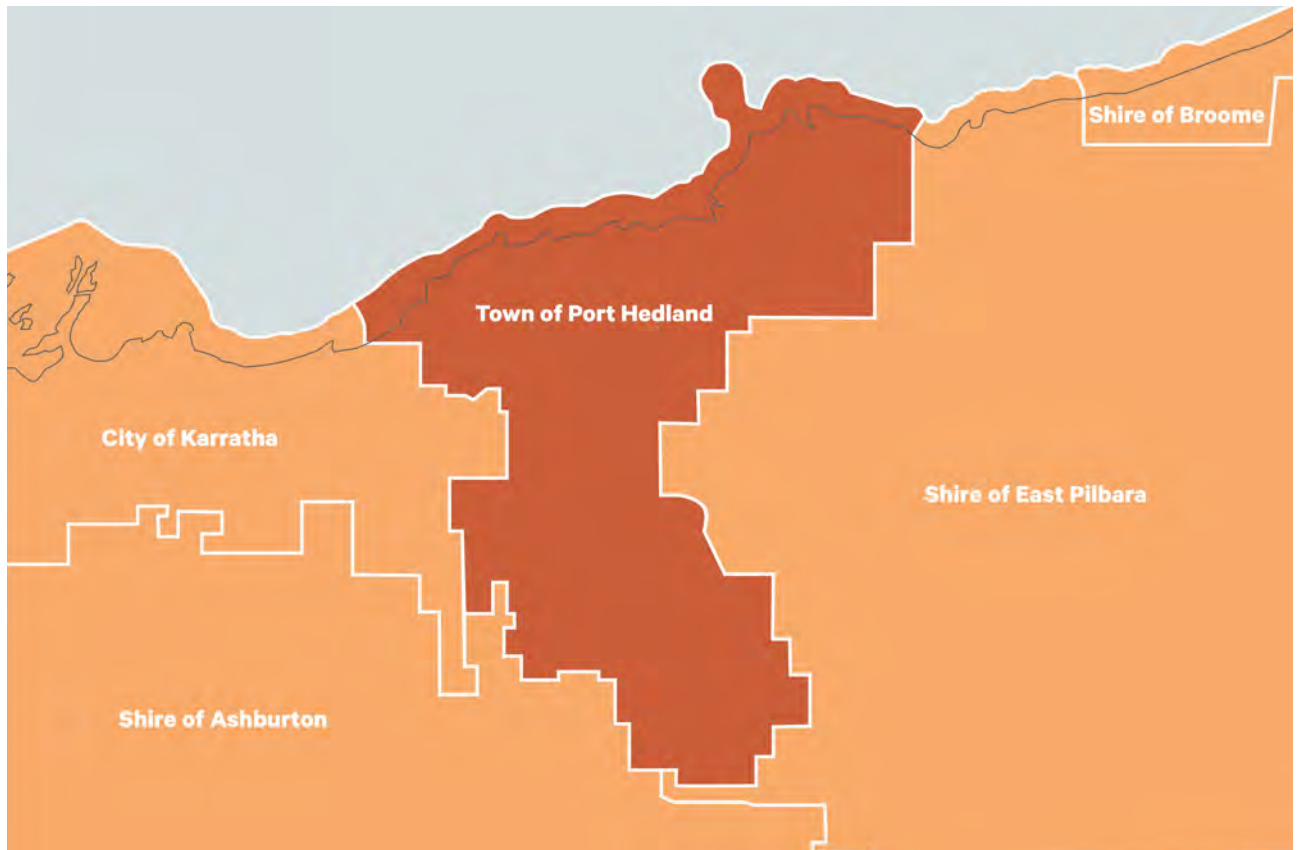 Shire of Broome
Town of Port Hedland
City of Karratha
Shire of East Pilbara
Shire of Ashburton